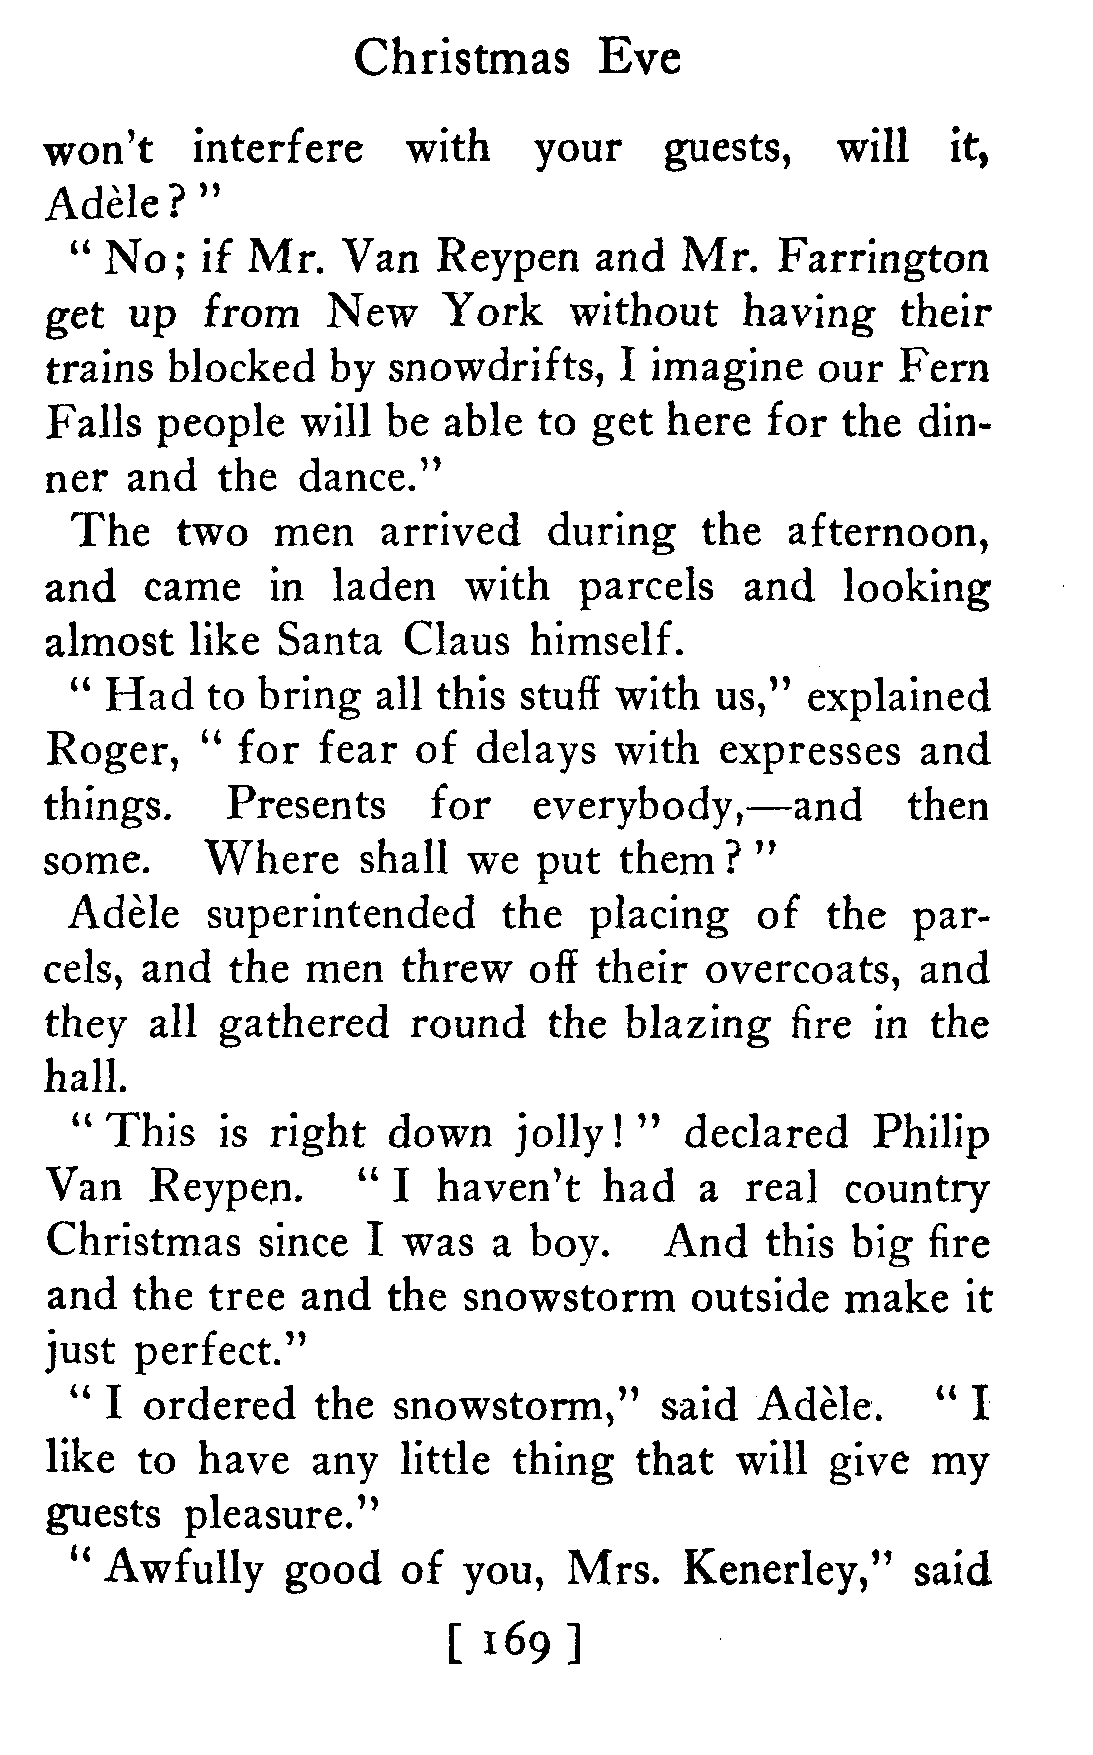 Christmas Eve
won't interfere with your guests, will it,
Adèle?"
"No; if Mr. Van Reypen and Mr. Farrington
get up from New York without having their
trains blocked by snowdrifts, I imagine our Fern
Falls people will be able to get here for the din-
ner and the dance."
The two men arrived during the afternoon,
and came in laden with parcels and looking
almost like Santa Claus himself.
"Had to bring all this stuff with us," explained
Roger, "for fear of delays with expresses and
things. Presents for everybody,—and then
some. Where shall we put them?"
Adèle superintended the placing of the par-
cels, and the men threw off their overcoats, and
they all gathered round the blazing fire in the
hall.
"This is right down jolly!" declared Philip
Van Reypen. "I haven't had a real country
Christmas since I was a boy. And this big fire
and the tree and the snowstorm outside make it
just perfect."
"I ordered the snowstorm," said Adèle. "I
like to have any little thing that will give my
guests pleasure."
"Awfully good of you, Mrs. Kenerley," said
[ 169 ]